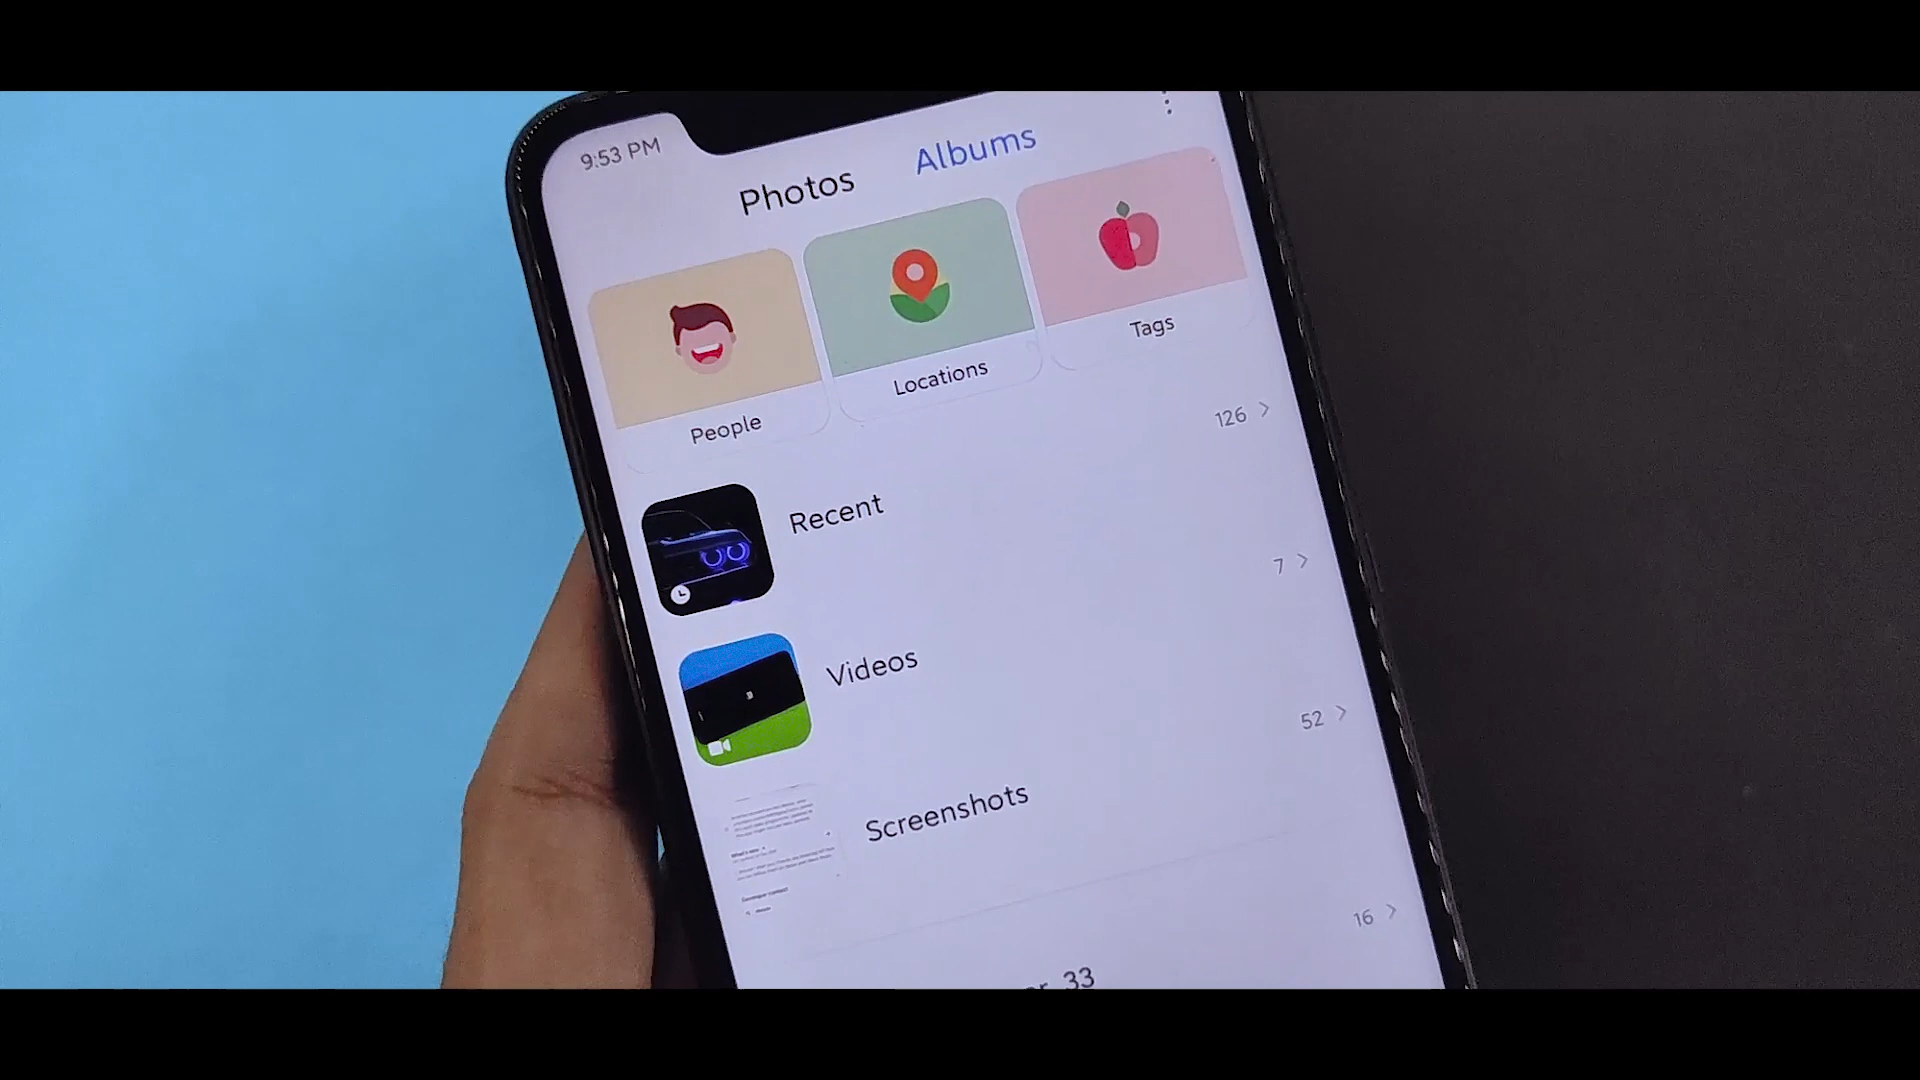 9:53 PM
Photos
Albums
People
Locations
Tags
126
Recent
7
Videos
52
Screenshots
16
33